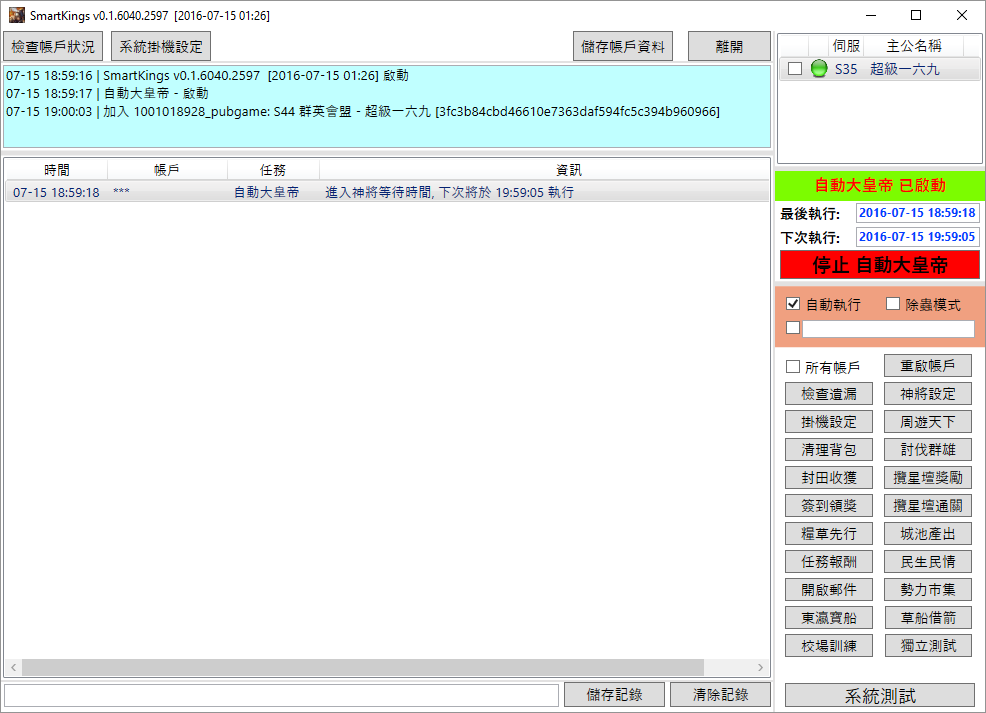 SmartKings v0.1.6040.2597 [2016-07-15 01:26]
檢查帳戶狀況 系統掛機設定 儲存帳戶資料 離開
07-15 18:59:16 | SmartKings v0.1.6040.2597 [2016-07-15 01:26] 啟動
07-15 18:59:17 | 自動大皇帝 - 啟動
07-15 19:00:03 | 加入 1001018928_pubgame: S44 群英會盟 - 超級一六九 [3fc3b84cbd46610e7363daf594fc5c394b960966]
時間 帳戶 任務 資訊
07-15 18:59:18 *** 自動大皇帝 進入神將等待時間, 下次將於 19:59:05 執行
儲存記錄 清除記錄
伺服 主公名稱
S35 超級一六九
自動大皇帝 已啟動
最後執行: 2016-07-15 18:59:18
下次執行: 2016-07-15 19:59:05
停止 自動大皇帝
自動執行 除蟲模式
所有帳戶 重啟帳戶
檢查遺漏 神將設定
掛機設定 周遊天下
清理背包 討伐群雄
封田收獲 攬星壇獎勵
簽到領獎 攬星壇通關
糧草先行 城池產出
任務報酬 民生民情
開啟郵件 勢力市集
東瀛寶船 草船借箭
校場訓練 獨立測試
系統測試